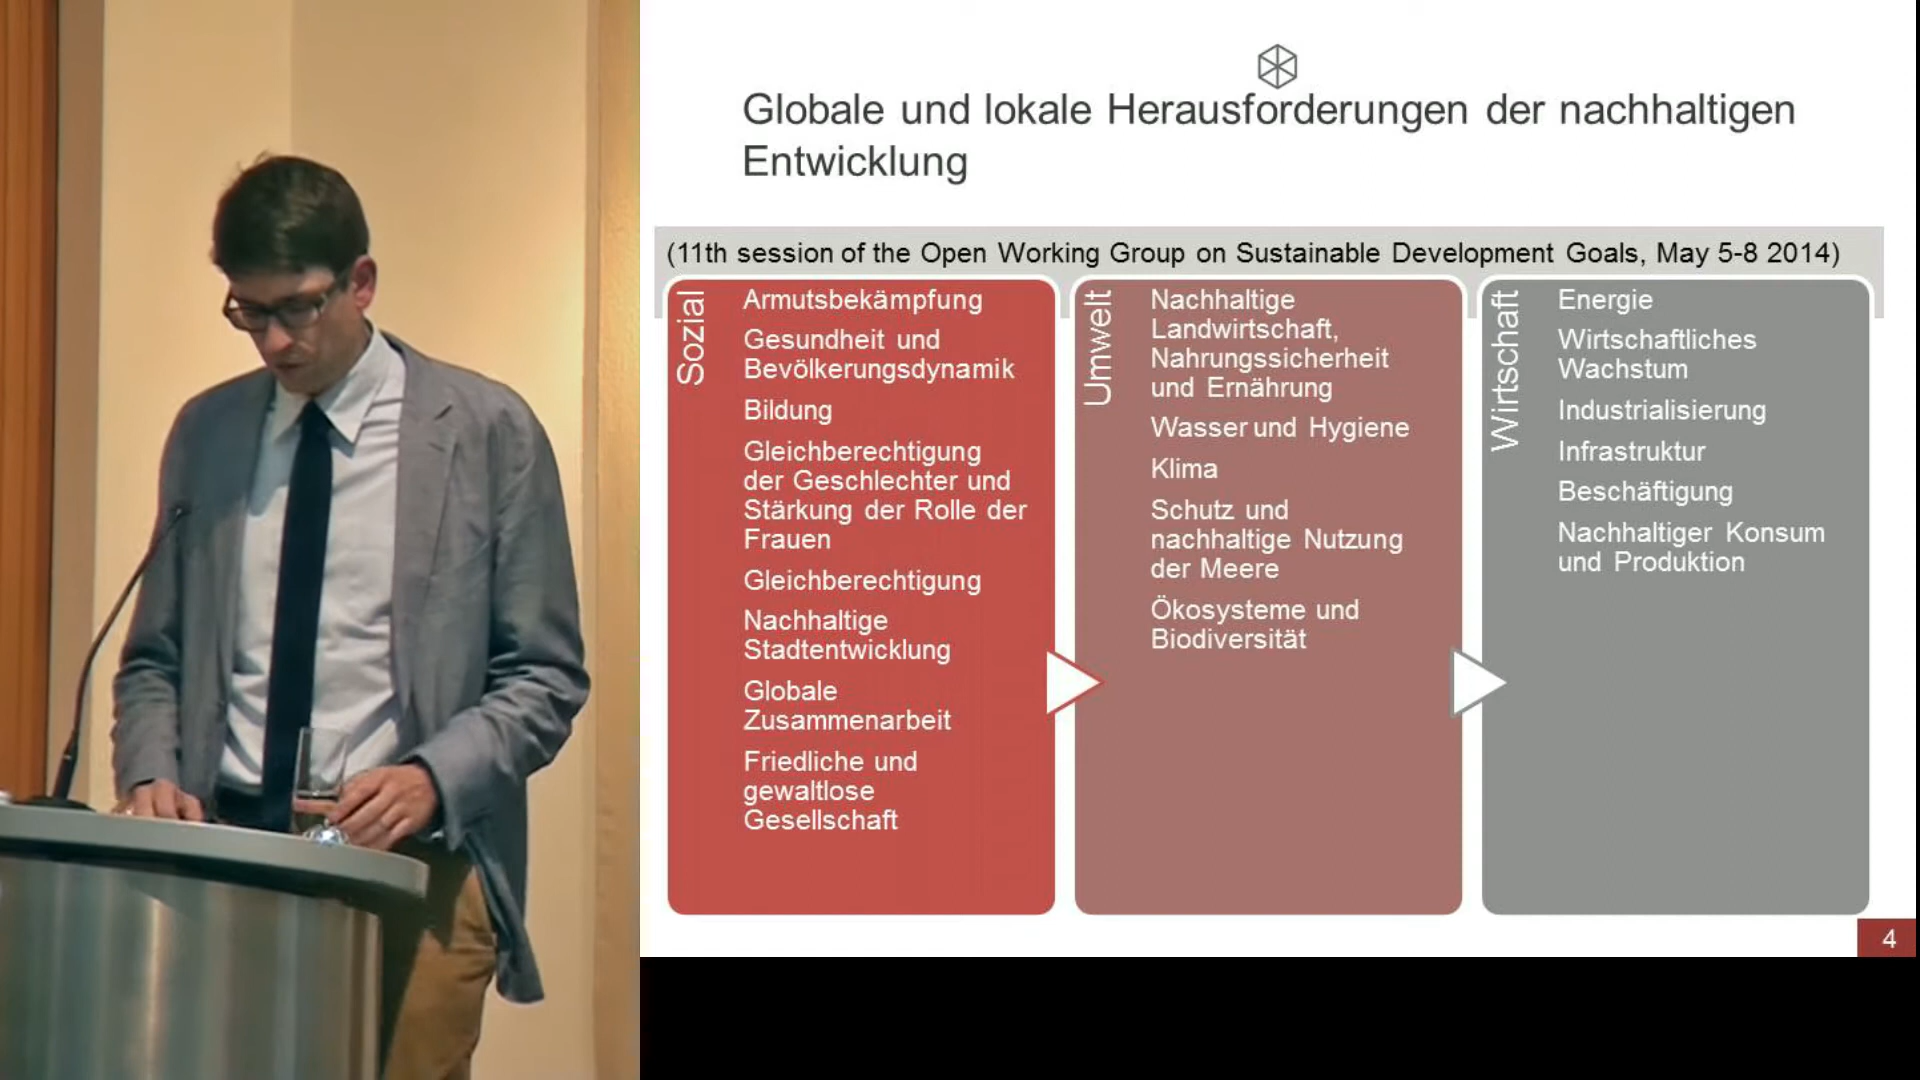 Globale und lokale Herausforderungen der nachhaltigen
Entwicklung
(11th session of the Open Working Group on Sustainable Development Goals, May 5-8 2014)
Sozial
Armutsbekämpfung
Gesundheit und
Bevölkerungsdynamik
Bildung
Gleichberechtigung
der Geschlechter und
Stärkung der Rolle der
Frauen
Gleichberechtigung
Nachhaltige
Stadtentwicklung
Globale
Zusammenarbeit
Friedliche und
gewaltlose
Gesellschaft
Umwelt
Nachhaltige
Landwirtschaft,
Nahrungssicherheit
und Ernährung
Wasser und Hygiene
Klima
Schutz und
nachhaltige Nutzung
der Meere
Ökosysteme und
Biodiversität
Wirtschaft
Energie
Wirtschaftliches
Wachstum
Industrialisierung
Infrastruktur
Beschäftigung
Nachhaltiger Konsum
und Produktion
4